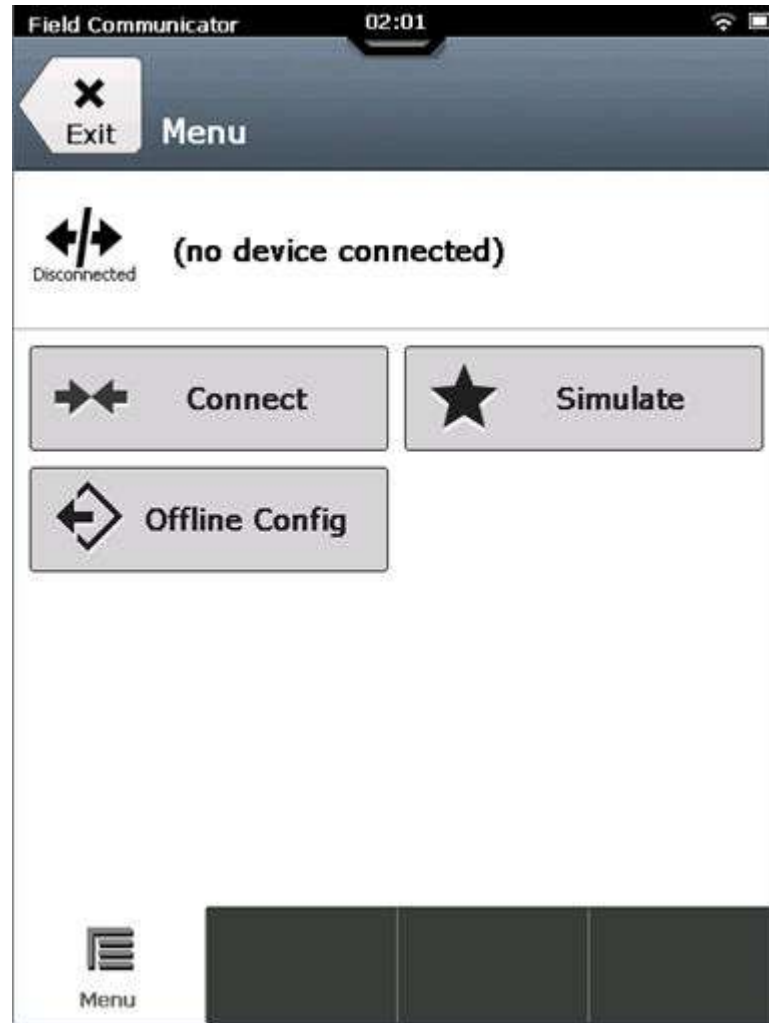 Field Communicator 02:01
Exit
Menu
Disconnected
(no device connected)
Connect
Simulate
Offline Config
Menu